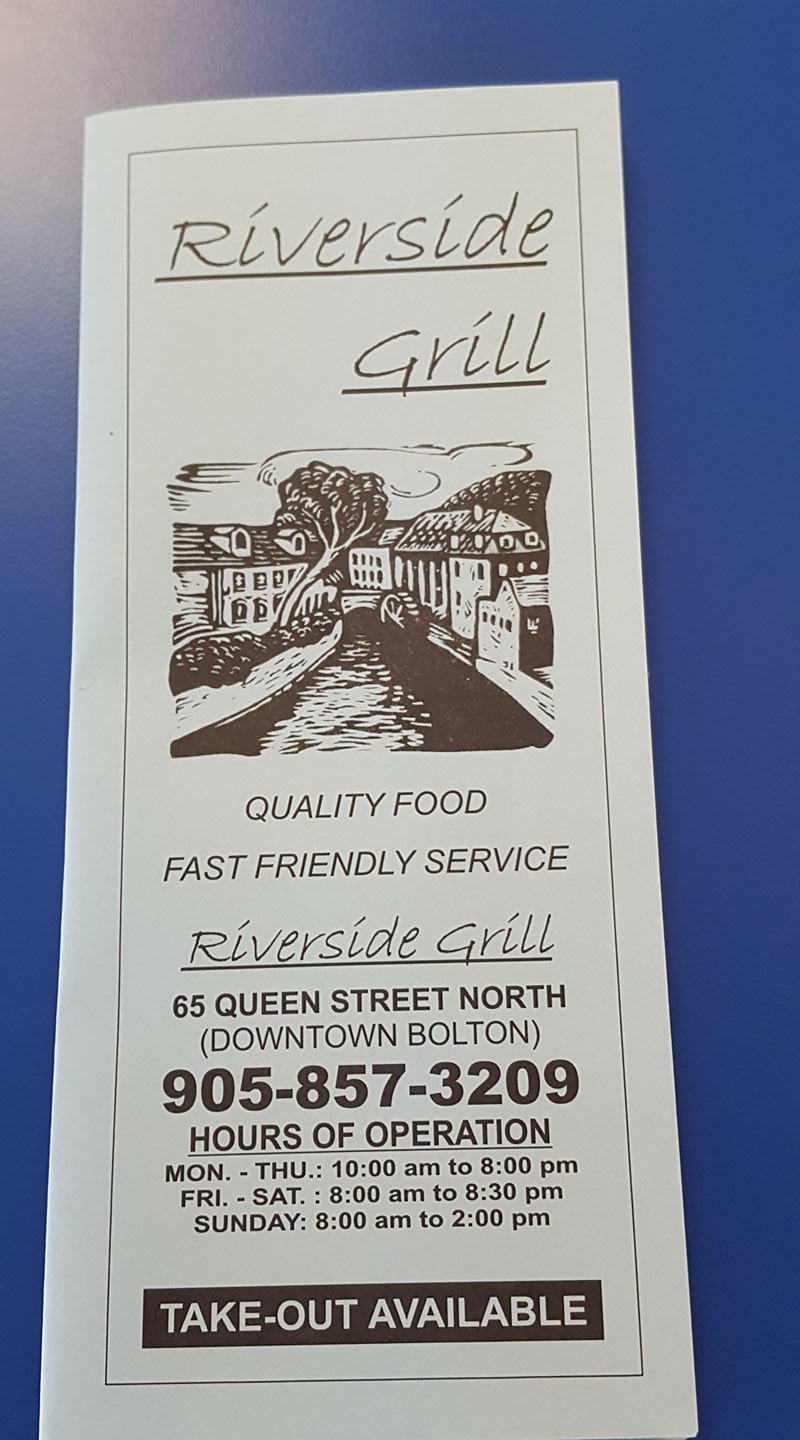 Riverside
Grill
QUALITY FOOD
FAST FRIENDLY SERVICE
Riverside Grill
65 QUEEN STREET NORTH
(DOWNTOWN BOLTON)
905-857-3209
HOURS OF OPERATION
MON. - THU.: 10:00 am to 8:00 pm
FRI. - SAT. : 8:00 am to 8:30 pm
SUNDAY: 8:00 am to 2:00 pm
TAKE-OUT AVAILABLE